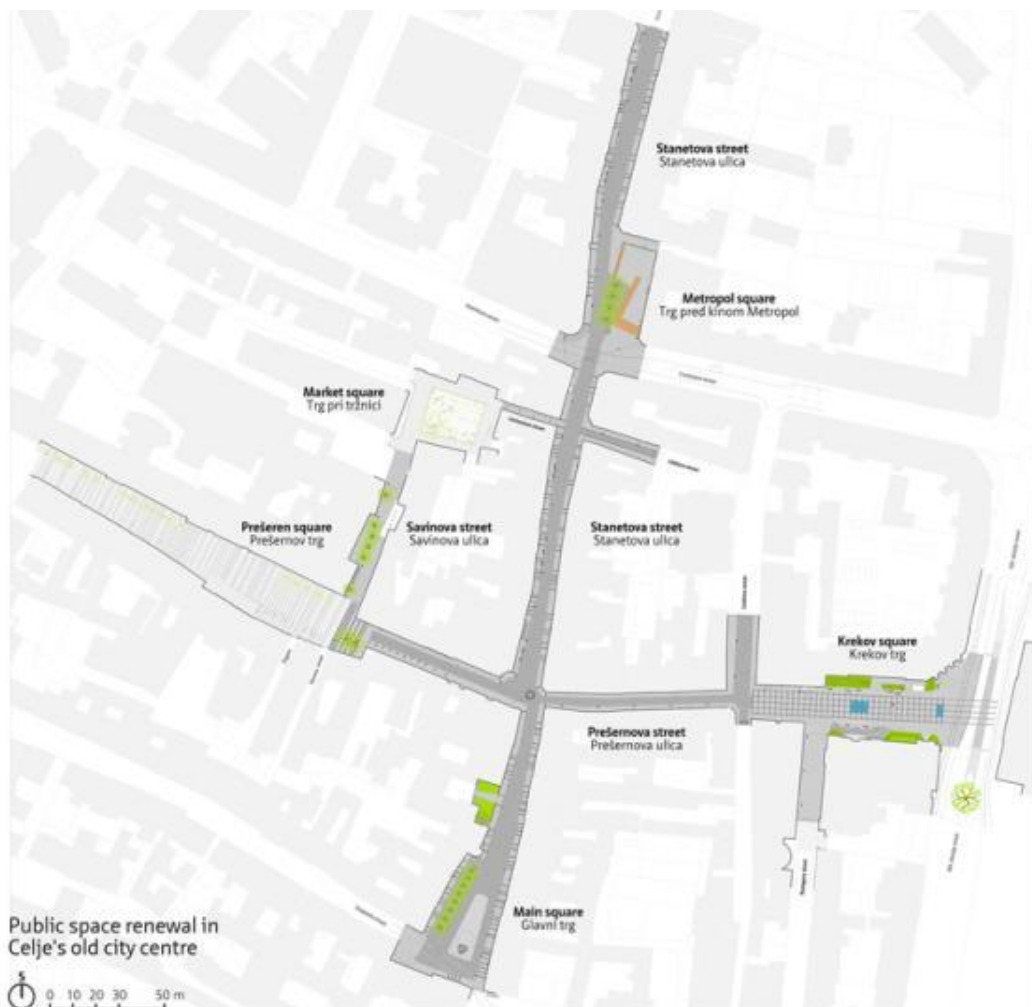 Stanetova street
Stanetova ulica
Metropol square
Trg pred kinom Metropol
Market square
Trg pri tržnici
Prešeren square
Prešernov trg
Savinova street
Savinova ulica
Stanetova street
Stanetova ulica
Krekov square
Krekov trg
Prešernova street
Prešernova ulica
Main square
Glavni trg
Public space renewal in
Celje's old city centre
S
0 10 20 30 50 m